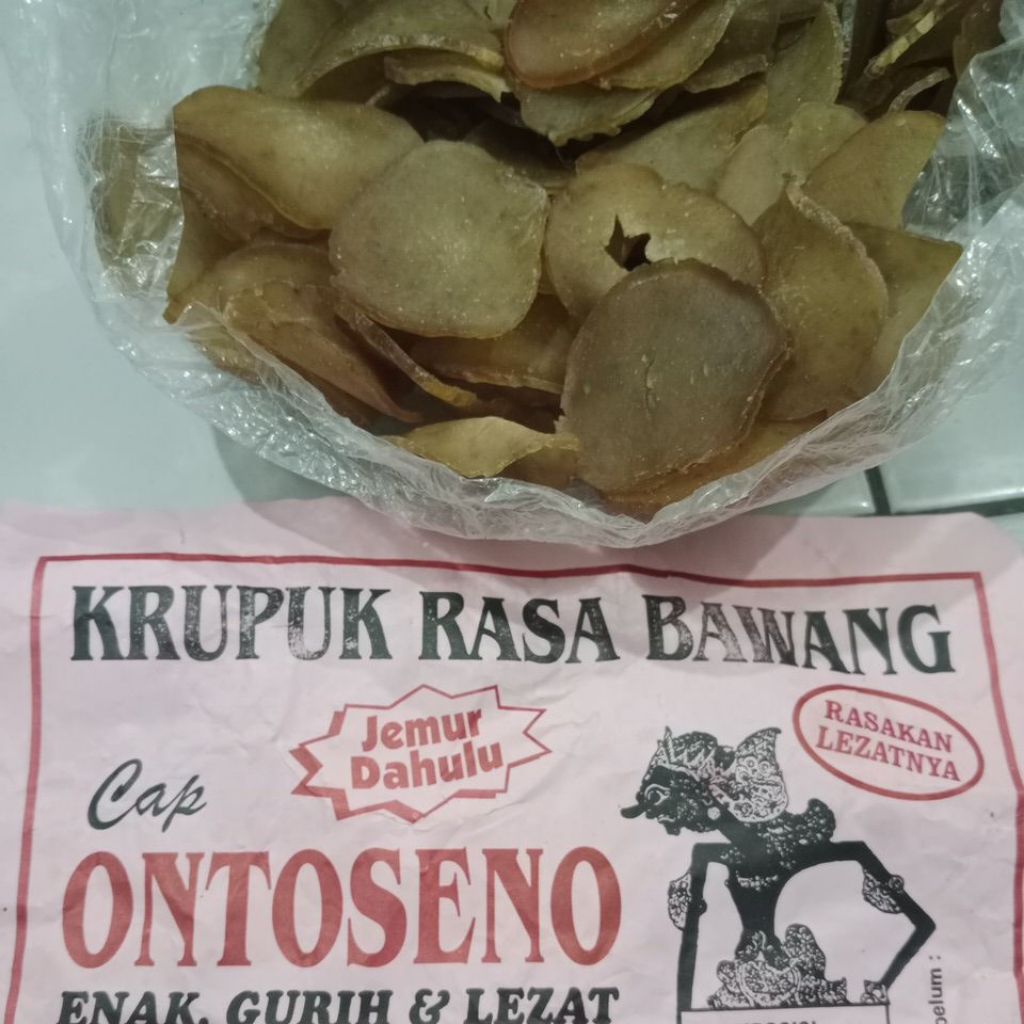 KRUPUK RASA BAWANG
Jemur
Dahulu
RASAKAN
LEZATNYA
Cap
ONTOSENO
ENAK, GURIH & LEZAT